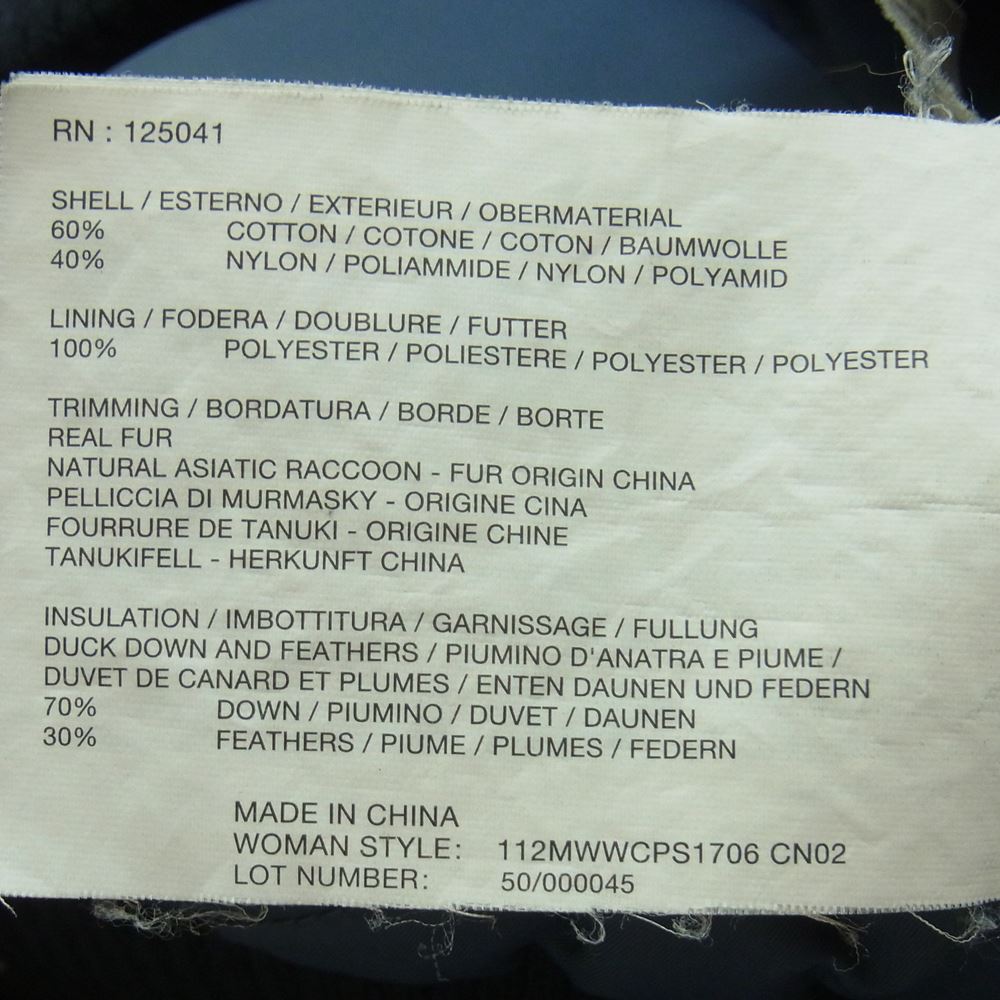 RN : 125041
SHELL / ESTERNO / EXTERIEUR / OBERMATERIAL
60% COTTON / COTONE / COTON / BAUMWOLLE
40% NYLON / POLIAMMIDE / NYLON / POLYAMID
LINING / FODERA / DOUBLURE / FUTTER
100% POLYESTER / POLIESTERE / POLYESTER / POLYESTER
TRIMMING / BORDATURA / BORDE / BORTE
REAL FUR
NATURAL ASIATIC RACCOON - FUR ORIGIN CHINA
PELLICCIA DI MURMASKY - ORIGINE CINA
FOURRURE DE TANUKI - ORIGINE CHINE
TANUKIFELL - HERKUNFT CHINA
INSULATION / IMBOTTITURA / GARNISSAGE / FULLUNG
DUCK DOWN AND FEATHERS / PIUMINO D'ANATRA E PIUME /
DUVET DE CANARD ET PLUMES / ENTEN DAUNEN UND FEDERN
70% DOWN / PIUMINO / DUVET / DAUNEN
30% FEATHERS / PIUME / PLUMES / FEDERN
MADE IN CHINA
WOMAN STYLE: 112MWWCPS1706 CN02
LOT NUMBER: 50/000045